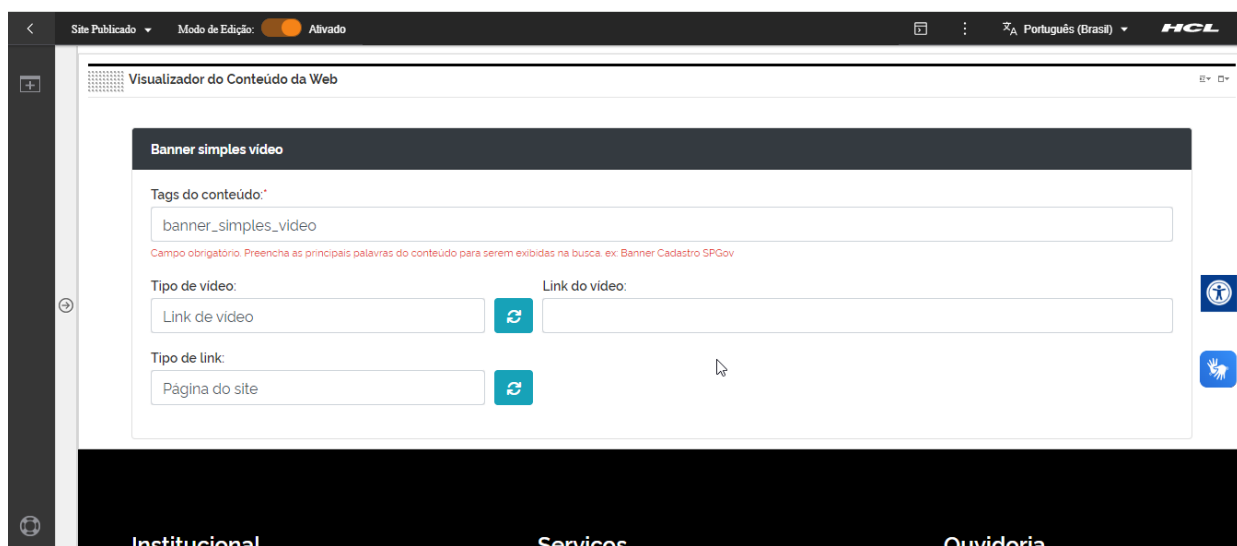 Site Publicado Modo de Edição: Ativado Português (Brasil) HCL
Visualizador do Conteúdo da Web
Banner simples vídeo
Tags do conteúdo:*
banner_simples_video
Campo obrigatório. Preencha as principais palavras do conteúdo para serem exibidas na busca. ex: Banner Cadastro SPGov
Tipo de vídeo: Link do vídeo:
Link de vídeo
Tipo de link:
Página do site
Institucional Serviços Ouvidoria